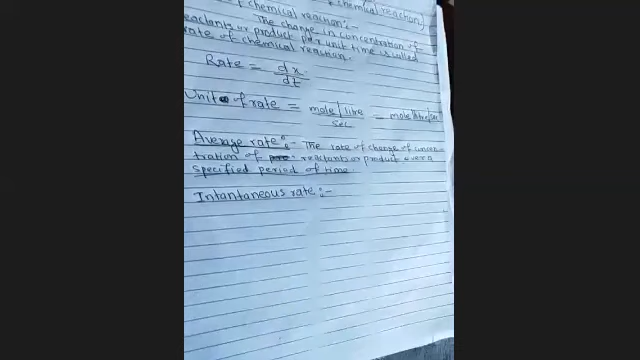 chemical reaction:- chemical reaction)
The change in concentration of
reactants or product per unit time is called
rate of chemical reaction.
Rate = dx
dt
Unit of rate = mole/litre = mole/litre/sec
sec
Average rate:- The rate of change of concen-
tration of reactants or product over a
specified period of time.
Intantaneous rate:-